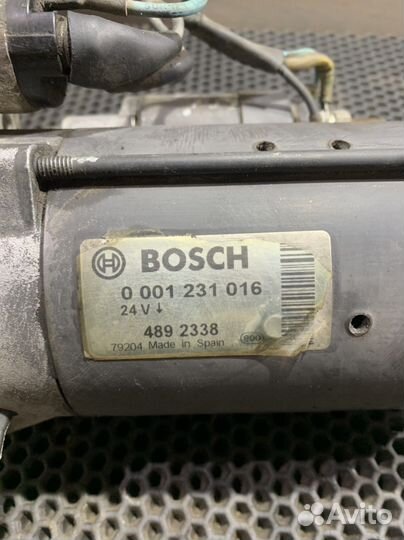 BOSCH
0 001 231 016
24V↓
489 2338
79204 Made in Spain
Avito